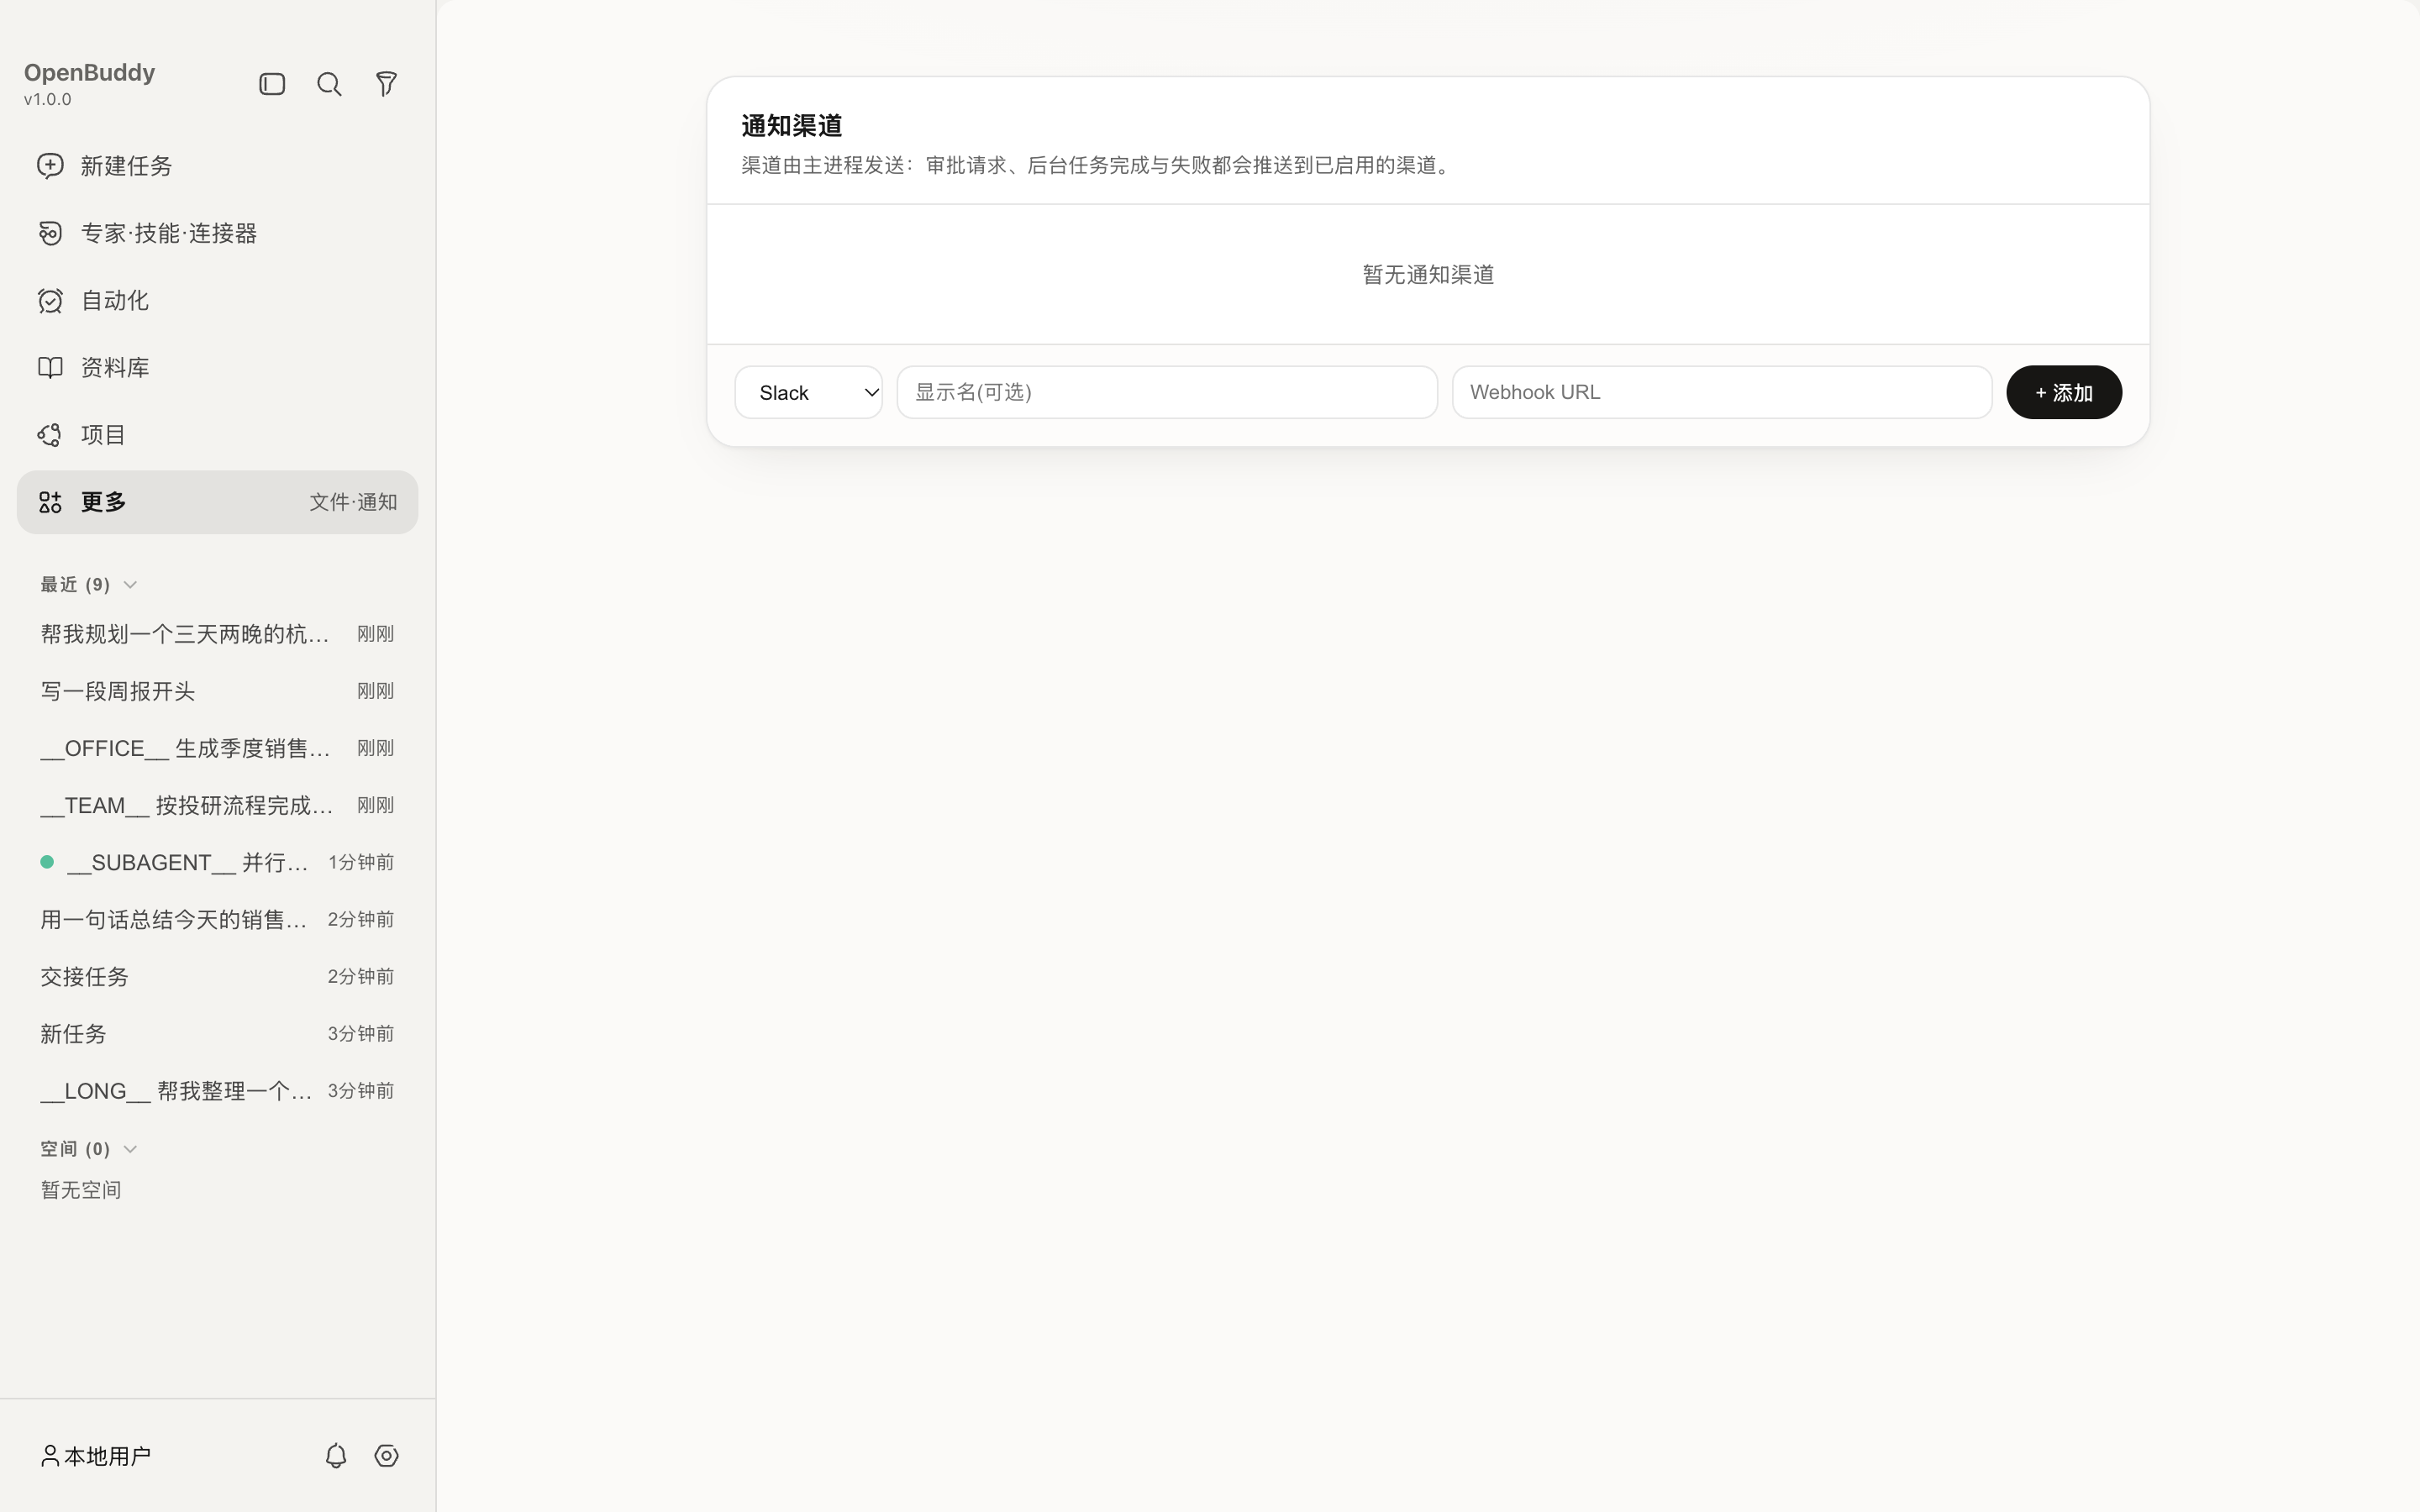 OpenBuddy
v1.0.0
新建任务
专家·技能·连接器
自动化
资料库
项目
更多 文件·通知
最近 (9)
帮我规划一个三天两晚的杭… 刚刚
写一段周报开头 刚刚
__OFFICE__ 生成季度销售… 刚刚
__TEAM__ 按投研流程完成… 刚刚
__SUBAGENT__ 并行… 1分钟前
用一句话总结今天的销售… 2分钟前
交接任务 2分钟前
新任务 3分钟前
__LONG__ 帮我整理一个… 3分钟前
空间 (0)
暂无空间
本地用户
通知渠道
渠道由主进程发送：审批请求、后台任务完成与失败都会推送到已启用的渠道。
暂无通知渠道
Slack 显示名(可选) Webhook URL + 添加